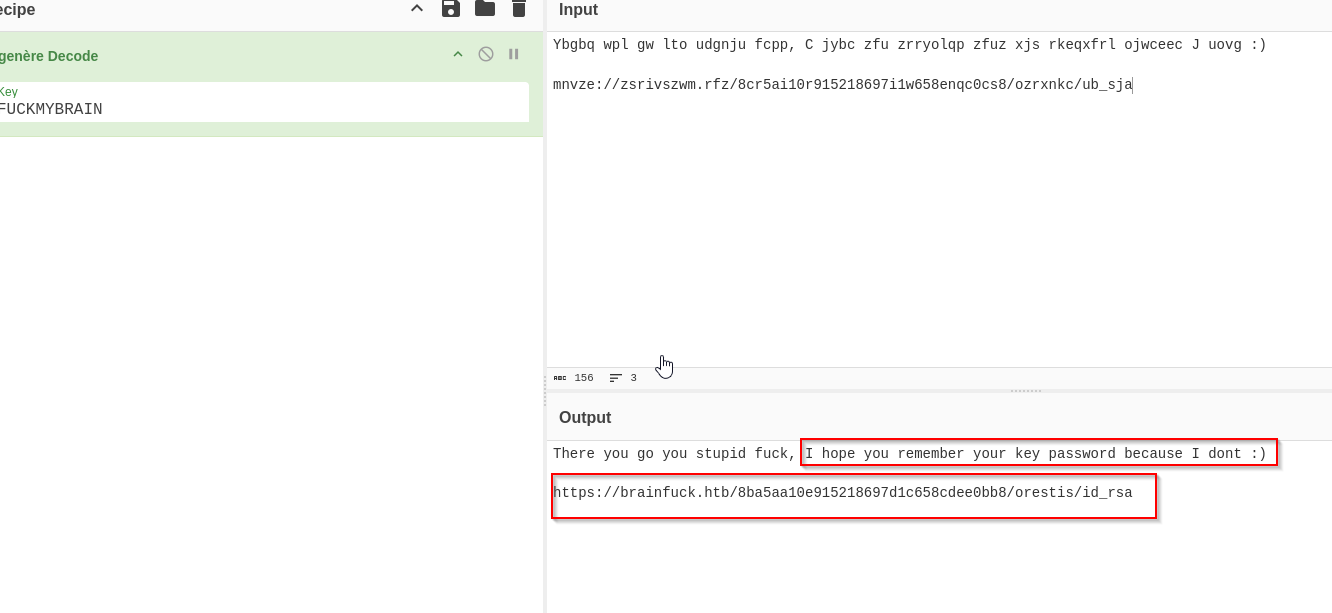 ecipe
genère Decode
Key
FUCKMYBRAIN
Input
Ybgbq wpl gw lto udgnju fcpp, C jybc zfu zrryolqp zfuz xjs rkeqxfrl ojwceec J uovg :)
mnvze://zsrivszwm.rfz/8cr5ai10r915218697i1w658enqc0cs8/ozrxnkc/ub_sja
ABC 156 3
Output
There you go you stupid fuck, I hope you remember your key password because I dont :)
https://brainfuck.htb/8ba5aa10e915218697d1c658cdee0bb8/orestis/id_rsa